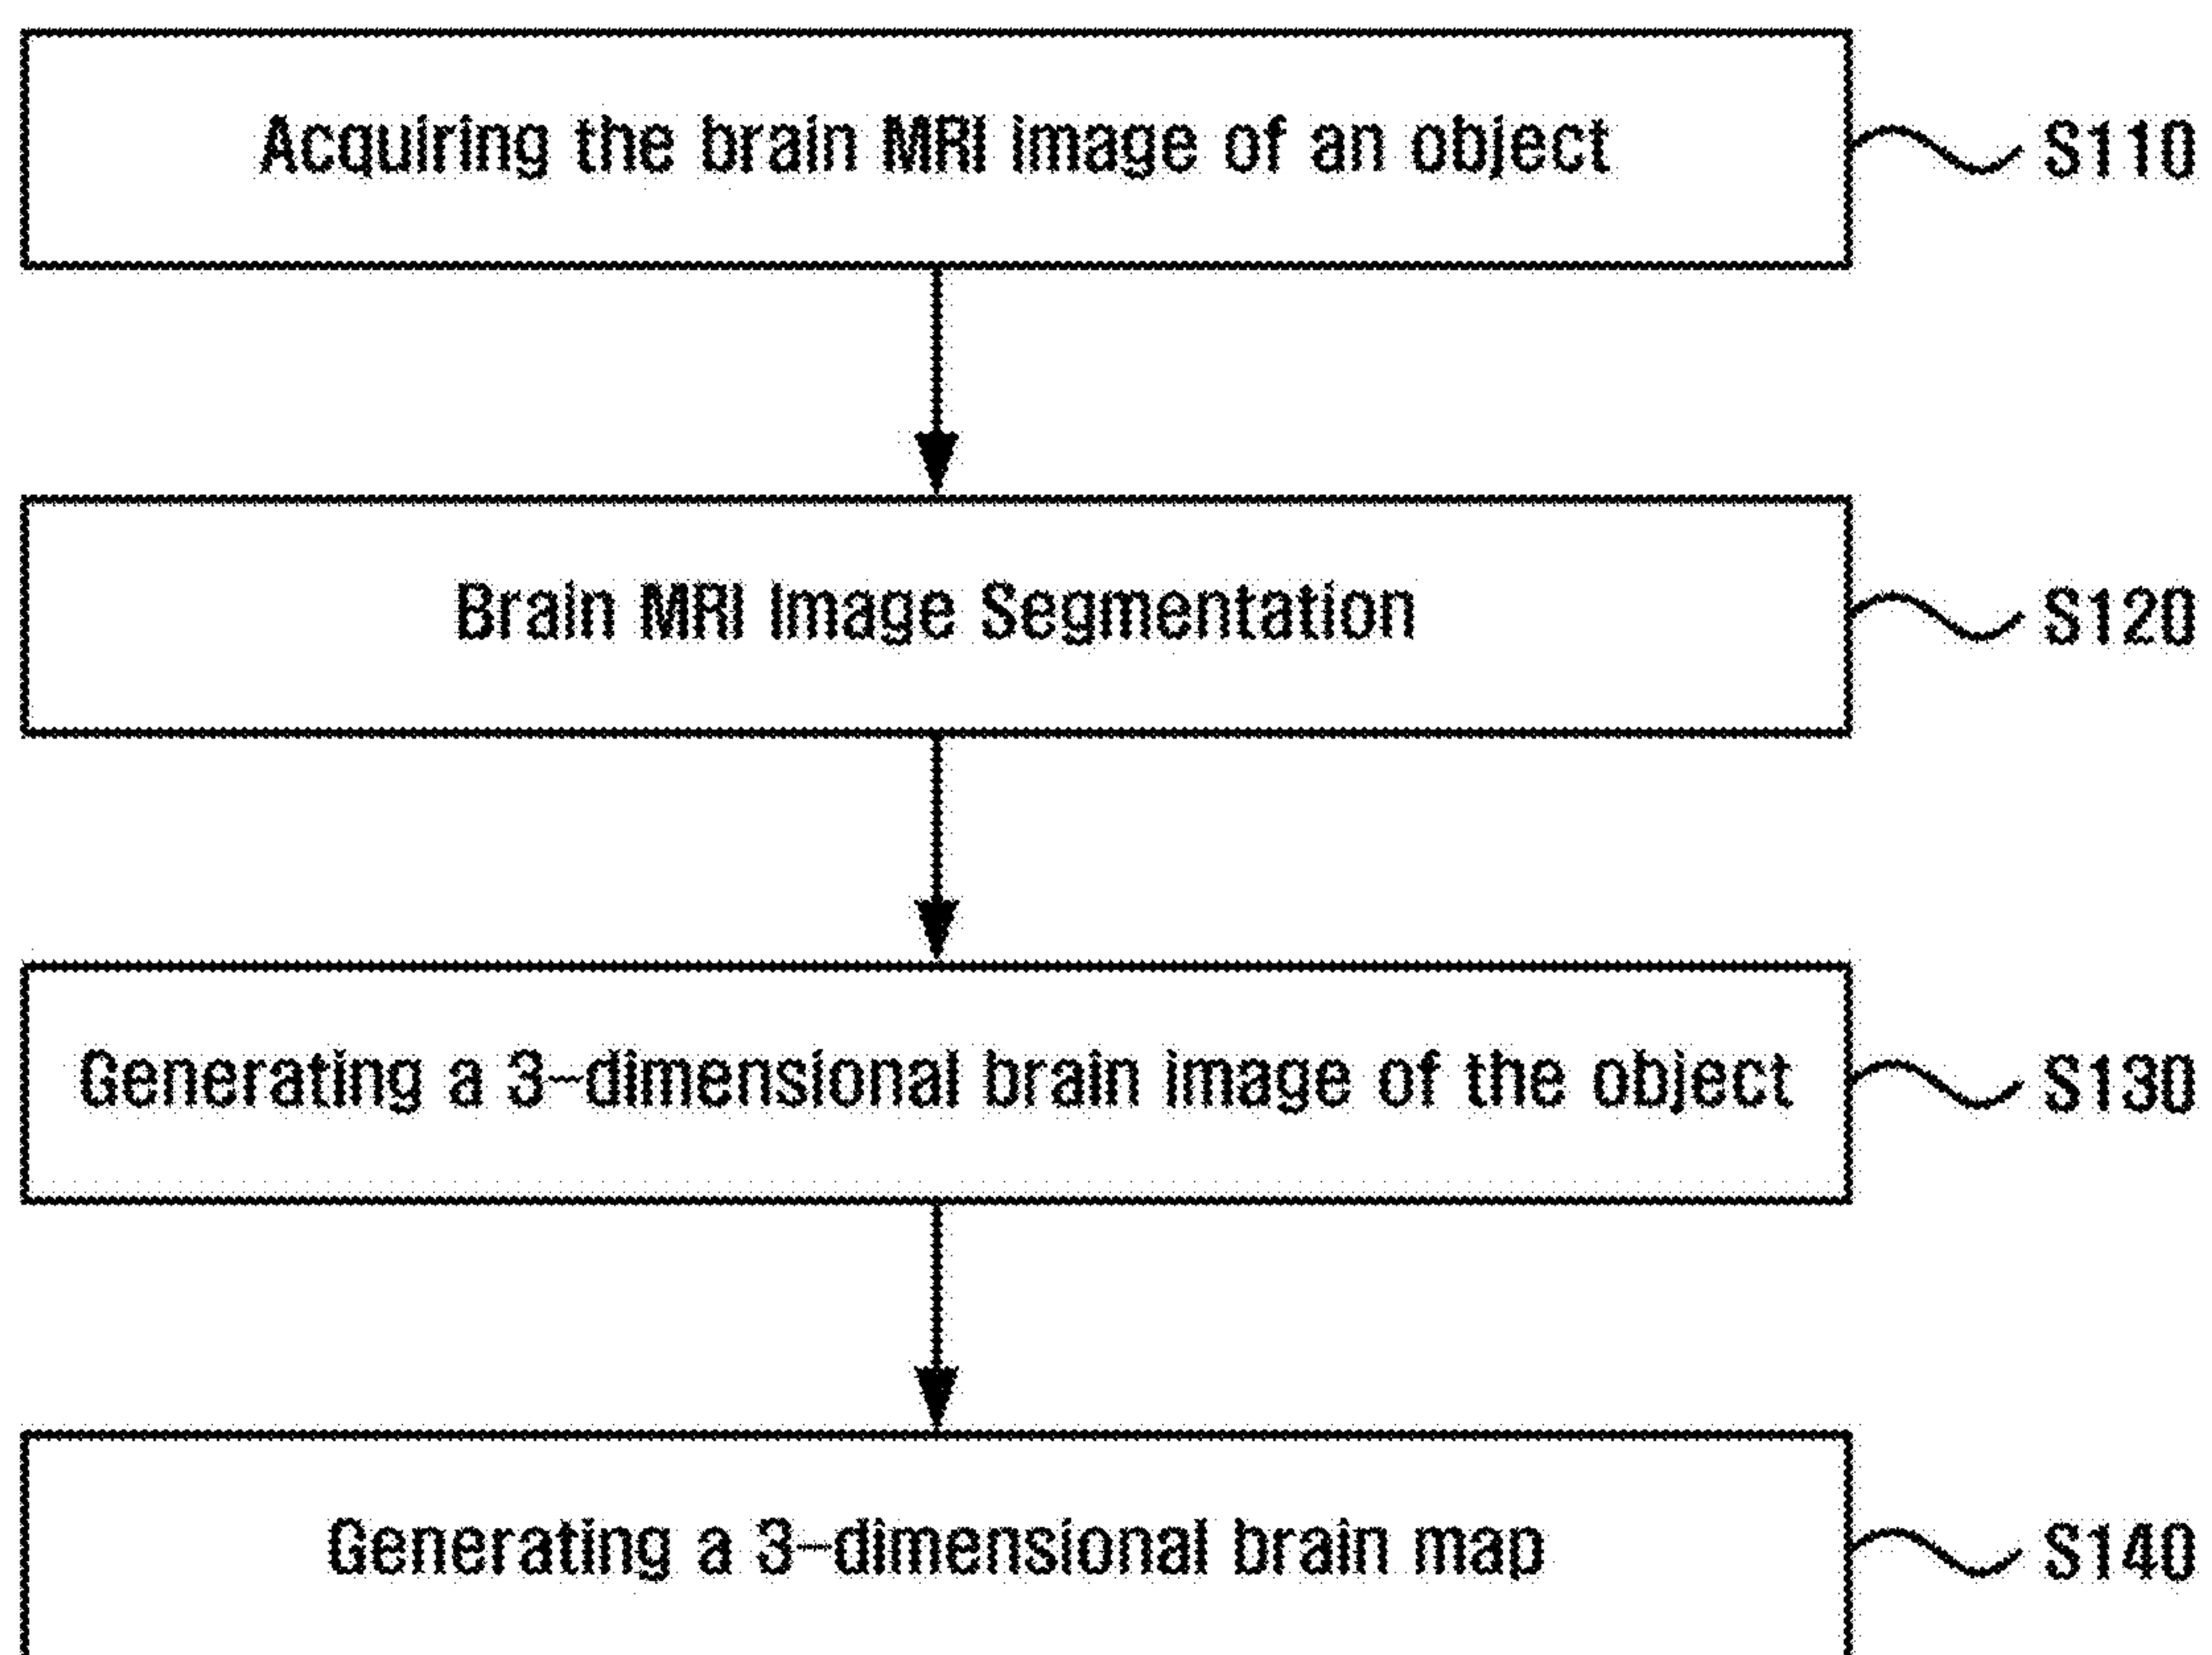 Acquiring the brain MRI image of an object
S110
Brain MRI Image Segmentation
S120
Generating a 3-dimensional brain image of the object
S130
Generating a 3-dimensional brain map
S140